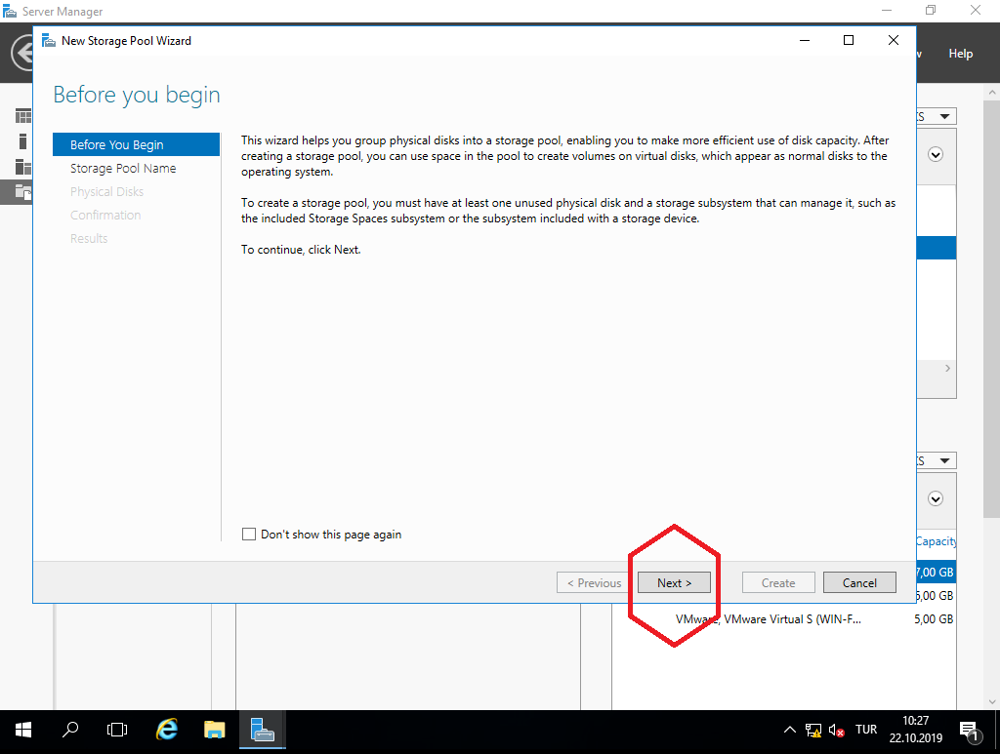 Server Manager
New Storage Pool Wizard
Help
Before you begin
Before You Begin
Storage Pool Name
Physical Disks
Confirmation
Results
This wizard helps you group physical disks into a storage pool, enabling you to make more efficient use of disk capacity. After
creating a storage pool, you can use space in the pool to create volumes on virtual disks, which appear as normal disks to the
operating system.
To create a storage pool, you must have at least one unused physical disk and a storage subsystem that can manage it, such as
the included Storage Spaces subsystem or the subsystem included with a storage device.
To continue, click Next.
Don't show this page again
< Previous
Next >
Create
Cancel
Capacity
7,00 GB
5,00 GB
VMware, VMware Virtual S (WIN-F...
5,00 GB
TUR
10:27
22.10.2019
1